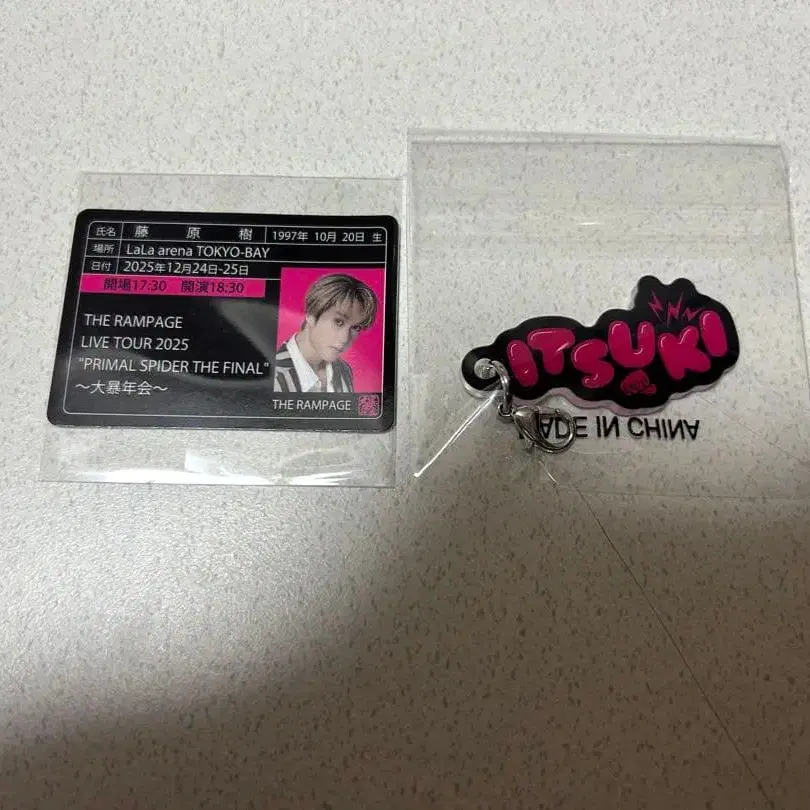 氏名 藤原樹 1997年 10月 20日 生
場所 LaLa arena TOKYO-BAY
日付 2025年12月24日-25日
開場17:30 開演18:30
THE RAMPAGE
LIVE TOUR 2025
"PRIMAL SPIDER THE FINAL"
〜大暴年会〜
THE RAMPAGE
ITSUKI
MADE IN CHINA